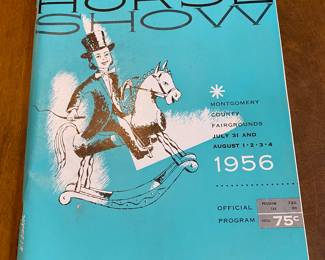 HORSE
SHOW
MONTGOMERY
COUNTY
FAIRGROUNDS
JULY 31 AND
AUGUST 1·2·3·4
1956
OFFICIAL
PROGRAM
75c